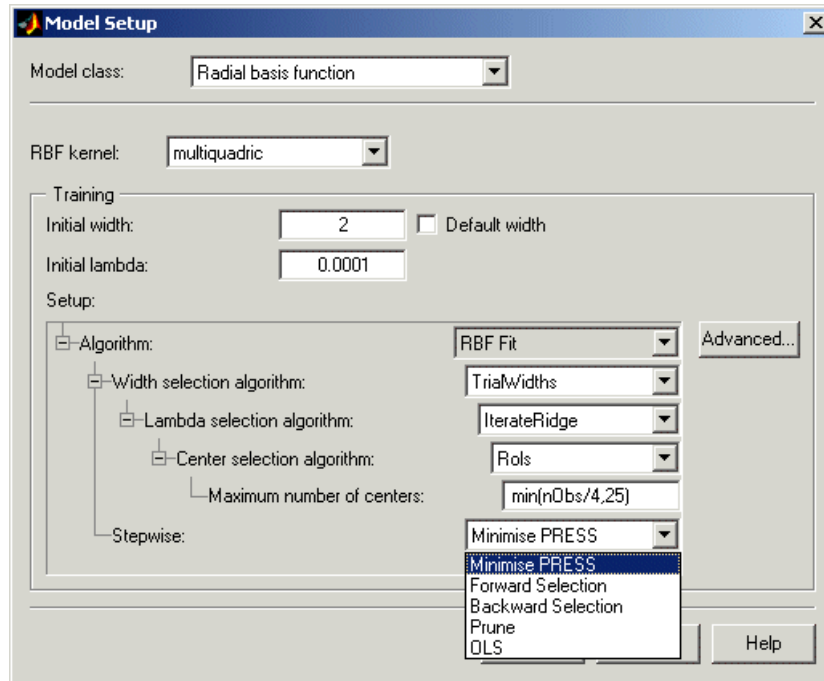 Model Setup
Model class: Radial basis function
RBF kernel: multiquadric
Training
Initial width: 2 Default width
Initial lambda: 0.0001
Setup:
Algorithm: RBF Fit Advanced...
Width selection algorithm: TrialWidths
Lambda selection algorithm: IterateRidge
Center selection algorithm: Rols
Maximum number of centers: min(nObs/4,25)
Stepwise: Minimise PRESS
Minimise PRESS
Forward Selection
Backward Selection
Prune
OLS
Help